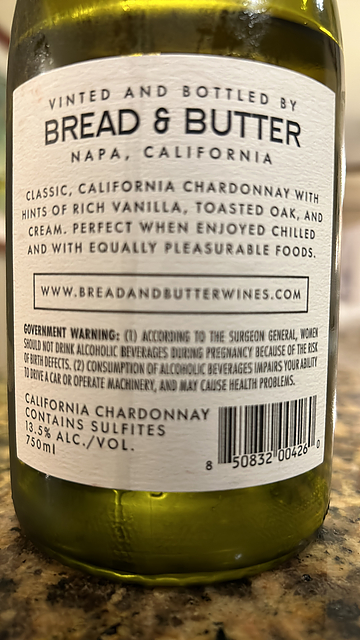 VINTED AND BOTTLED BY
BREAD & BUTTER
NAPA, CALIFORNIA
CLASSIC, CALIFORNIA CHARDONNAY WITH
HINTS OF RICH VANILLA, TOASTED OAK, AND
CREAM. PERFECT WHEN ENJOYED CHILLED
AND WITH EQUALLY PLEASURABLE FOODS.
WWW.BREADANDBUTTERWINES.COM
GOVERNMENT WARNING: (1) ACCORDING TO THE SURGEON GENERAL, WOMEN
SHOULD NOT DRINK ALCOHOLIC BEVERAGES DURING PREGNANCY BECAUSE OF THE RISK
OF BIRTH DEFECTS. (2) CONSUMPTION OF ALCOHOLIC BEVERAGES IMPAIRS YOUR ABILITY
TO DRIVE A CAR OR OPERATE MACHINERY, AND MAY CAUSE HEALTH PROBLEMS.
CALIFORNIA CHARDONNAY
CONTAINS SULFITES
13.5% ALC./VOL.
750ml
8 50832 00426 0